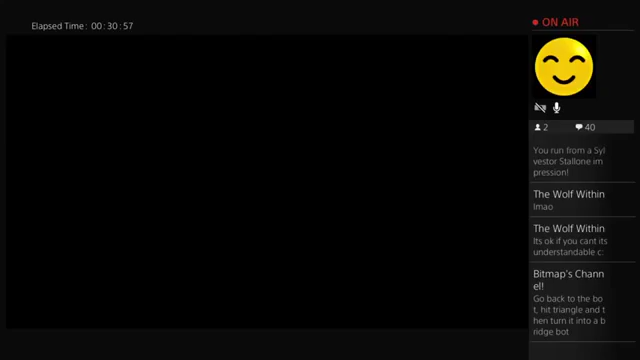 Elapsed Time: 00:30:57
ON AIR
2 40
You run from a Syl
vestor Stallone im
pression!
The Wolf Within
lmao
The Wolf Within
Its ok if you cant its
understandable c:
Bitmap's Chann
el!
Go back to the bo
t, hit triangle and t
hen turn it into a b
ridge bot